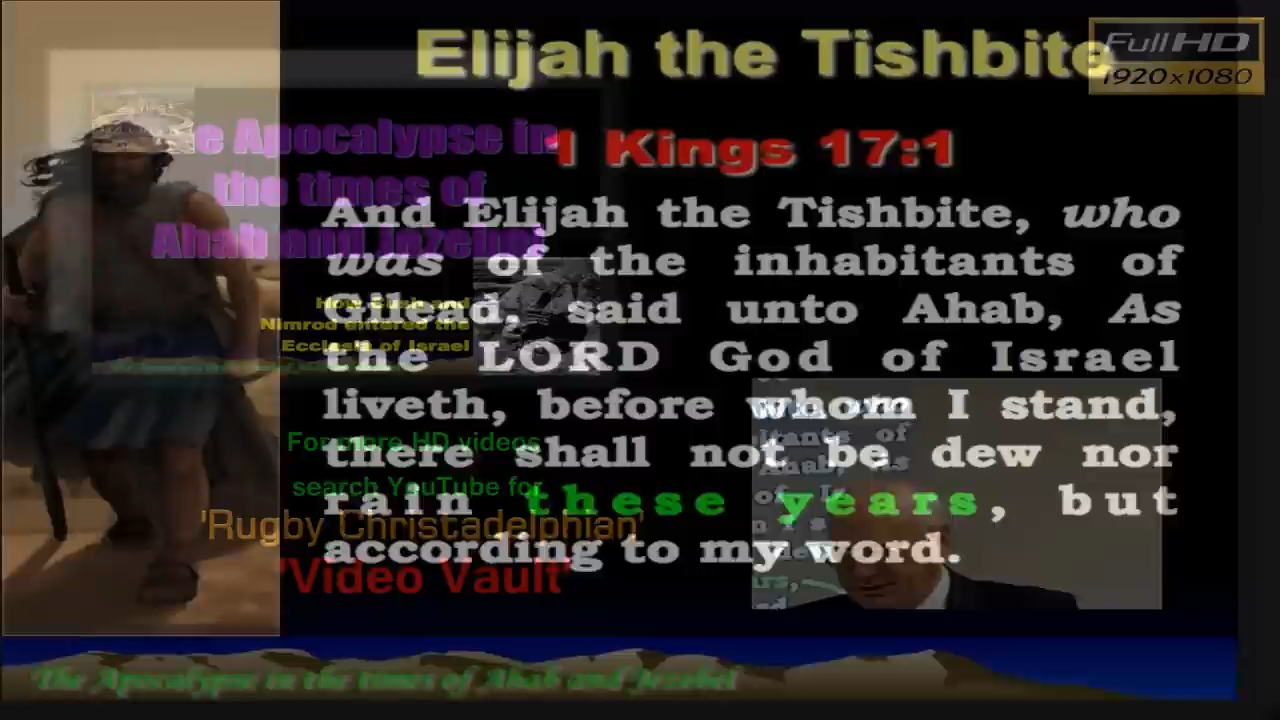 Elijah the Tishbite
Full HD
1920x1080
1 Kings 17:1
And Elijah the Tishbite, who
was of the inhabitants of
Gilead, said unto Ahab, As
the LORD God of Israel
liveth, before whom I stand,
there shall not be dew nor
rain these years, but
according to my word.
e Apocalypse in
the times of
Ahab and Jezebel
How Cush and
Nimrod entered the
Ecclesia of Israel
For more HD videos
search YouTube for
'Rugby Christadelphian'
'Video Vault'
The Apocalypse in the times of Ahab and Jezebel